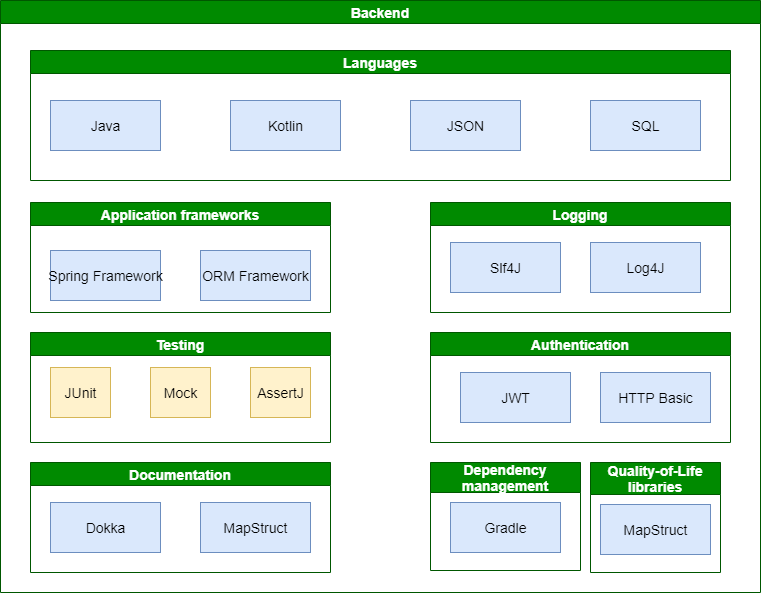 Backend
Languages
Java
Kotlin
JSON
SQL
Application frameworks
Spring Framework
ORM Framework
Logging
Slf4J
Log4J
Testing
JUnit
Mock
AssertJ
Authentication
JWT
HTTP Basic
Documentation
Dokka
MapStruct
Dependency
management
Gradle
Quality-of-Life
libraries
MapStruct